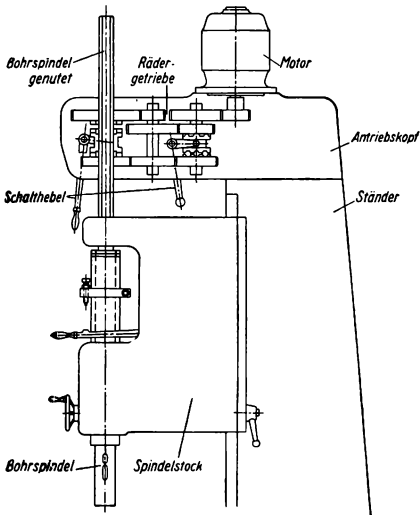 Bohrspindel
genutet
Räder-
getriebe
Motor
Antriebskopf
Schalthebel
Ständer
Bohrspindel
Spindelstock